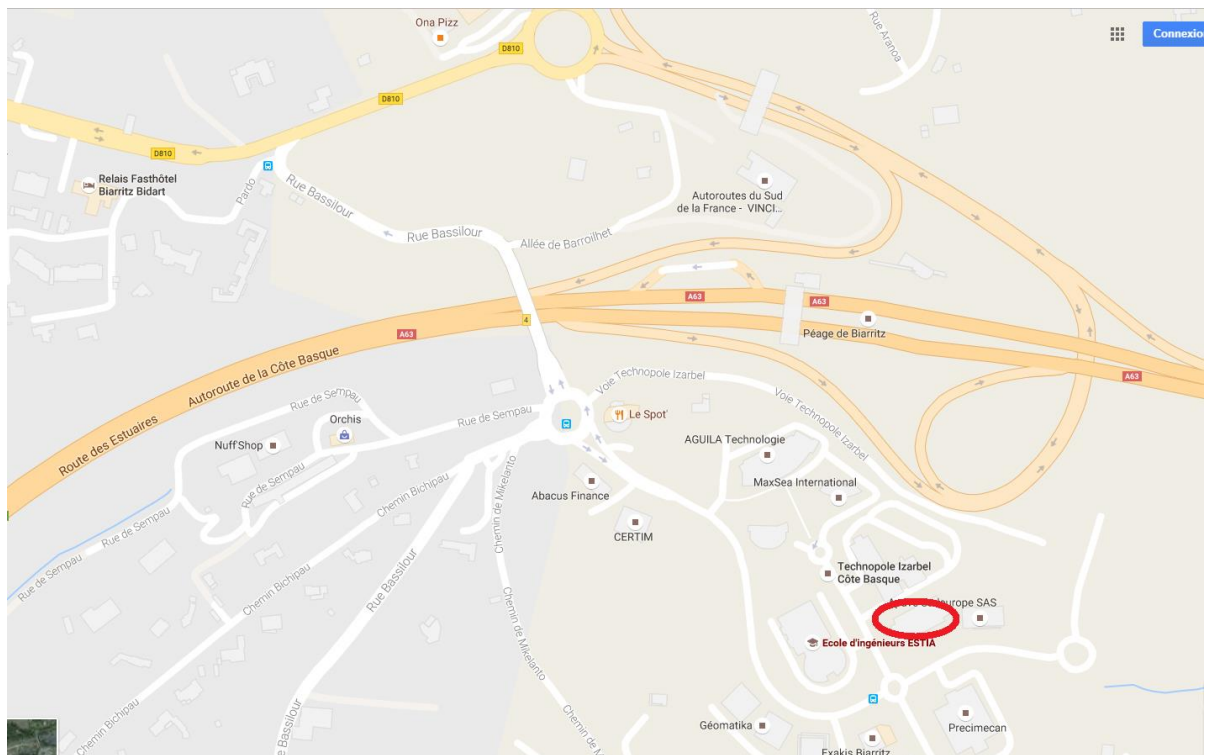 Ona Pizz
D810
Rue Aranoa
Connexio
D810
D810
Relais Fasthôtel
Biarritz Bidart
Pardo
Rue Bassilour
Rue Bassilour
Allée de Barroilhet
Autoroutes du Sud
de la France - VINCI...
A63
A63
4
A63
Péage de Biarritz
A63
Autoroute de la Côte Basque
Route des Estuaires
Voie Technopole Izarbel
Voie Technopole Izarbel
Rue de Sempau
Orchis
Rue de Sempau
Le Spot'
Nuff'Shop
AGUILA Technologie
Rue de Sempau
MaxSea International
Abacus Finance
Chemin Bichipau
Chemin de Mikelanto
CERTIM
Rue de Sempau
Rue de Sempau
Rue de Sempau
Technopole Izarbel
Côte Basque
Chemin Bichipau
Rue Bassilour
Chemin de Mikelanto
europe SAS
Ecole d'ingénieurs ESTIA
Chemin Bichipau
Bassilour
Chemin de
Géomatika
Precimecan
Exakis Biarritz